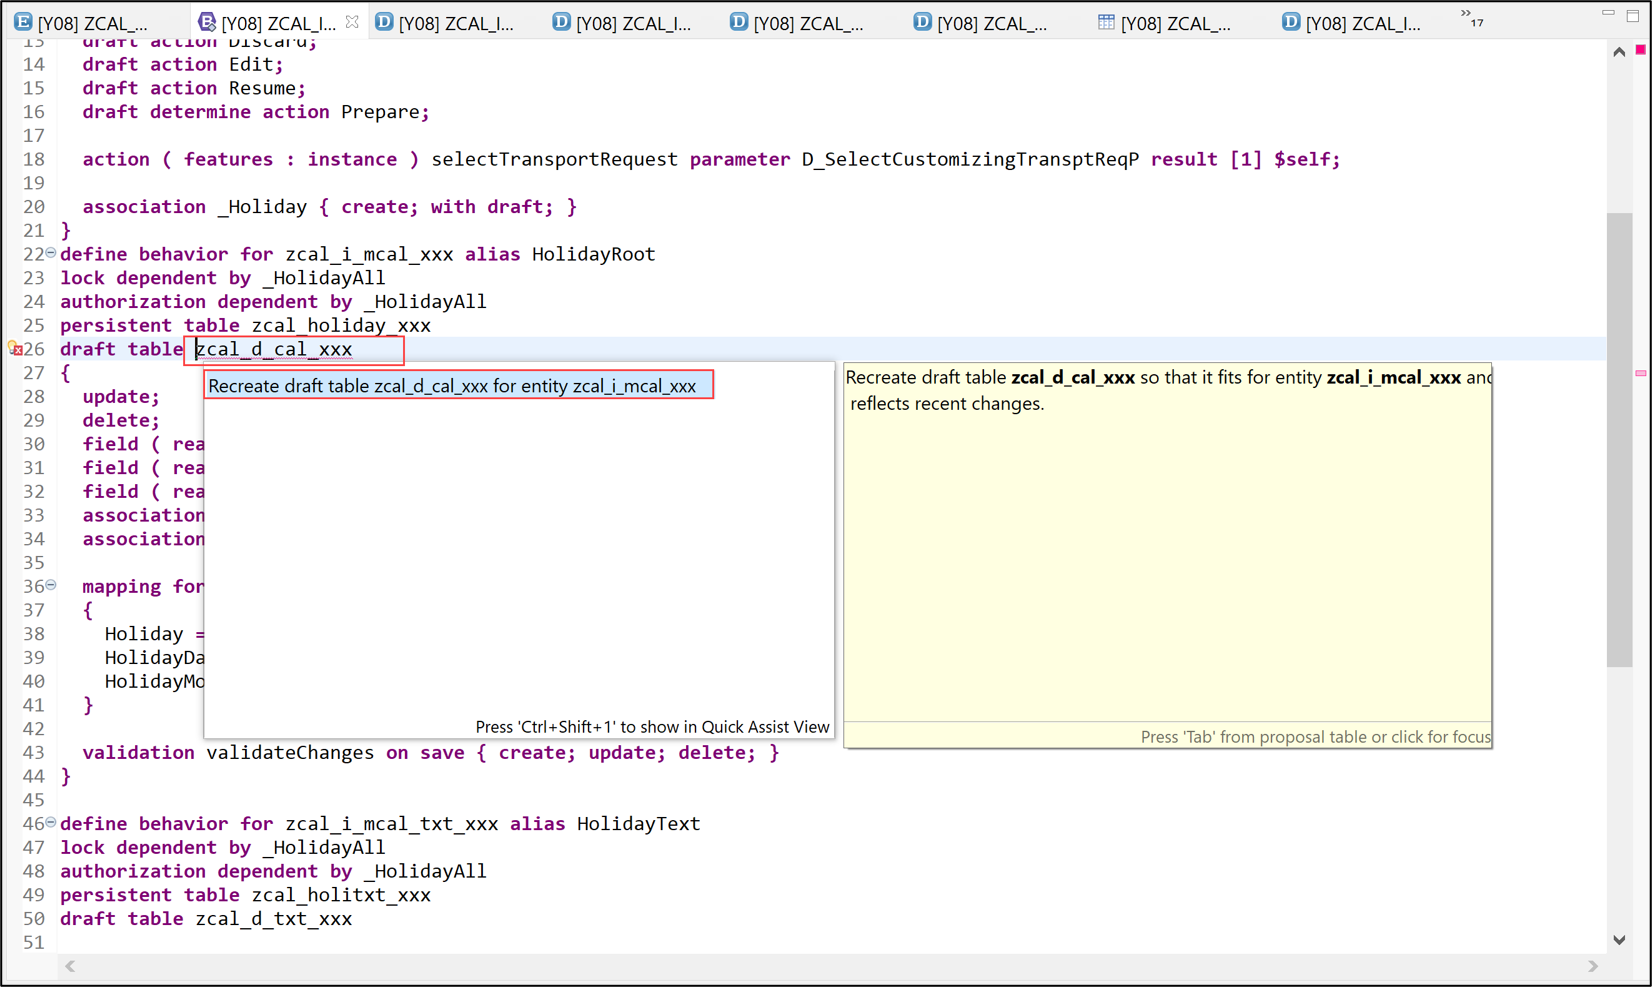 [Y08] ZCAL_... [Y08] ZCAL_I... [Y08] ZCAL_I... [Y08] ZCAL_I... [Y08] ZCAL_... [Y08] ZCAL_... [Y08] ZCAL_... [Y08] ZCAL_I... »17
13 draft action Discard;
14 draft action Edit;
15 draft action Resume;
16 draft determine action Prepare;
17
18 action ( features : instance ) selectTransportRequest parameter D_SelectCustomizingTransptReqP result [1] $self;
19
20 association _Holiday { create; with draft; }
21 }
22 define behavior for zcal_i_mcal_xxx alias HolidayRoot
23 lock dependent by _HolidayAll
24 authorization dependent by _HolidayAll
25 persistent table zcal_holiday_xxx
26 draft table zcal_d_cal_xxx
27 {
Recreate draft table zcal_d_cal_xxx for entity zcal_i_mcal_xxx
Recreate draft table zcal_d_cal_xxx so that it fits for entity zcal_i_mcal_xxx and
reflects recent changes.
28 update;
29 delete;
30 field ( rea
31 field ( rea
32 field ( rea
33 association
34 association
35
36 mapping for
37 {
38 Holiday =
39 HolidayDa
40 HolidayMo
41 }
42
Press 'Ctrl+Shift+1' to show in Quick Assist View
Press 'Tab' from proposal table or click for focus
43 validation validateChanges on save { create; update; delete; }
44 }
45
46 define behavior for zcal_i_mcal_txt_xxx alias HolidayText
47 lock dependent by _HolidayAll
48 authorization dependent by _HolidayAll
49 persistent table zcal_holitxt_xxx
50 draft table zcal_d_txt_xxx
51